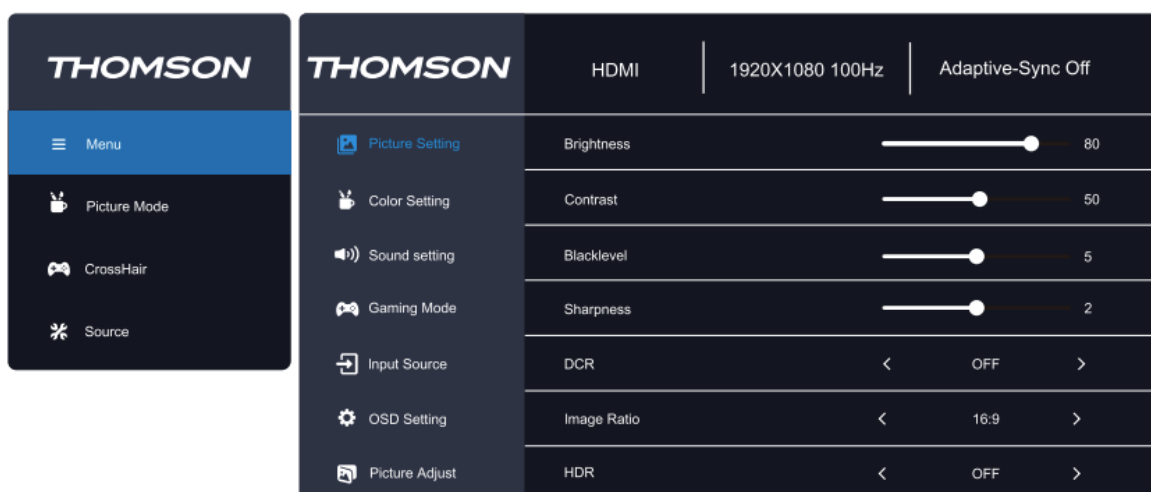 THOMSON
Menu
Picture Mode
CrossHair
Source
THOMSON
HDMI
1920X1080 100Hz
Adaptive-Sync Off
Picture Setting
Color Setting
Sound setting
Gaming Mode
Input Source
OSD Setting
Picture Adjust
Brightness 80
Contrast 50
Blacklevel 5
Sharpness 2
DCR OFF
Image Ratio 16:9
HDR OFF